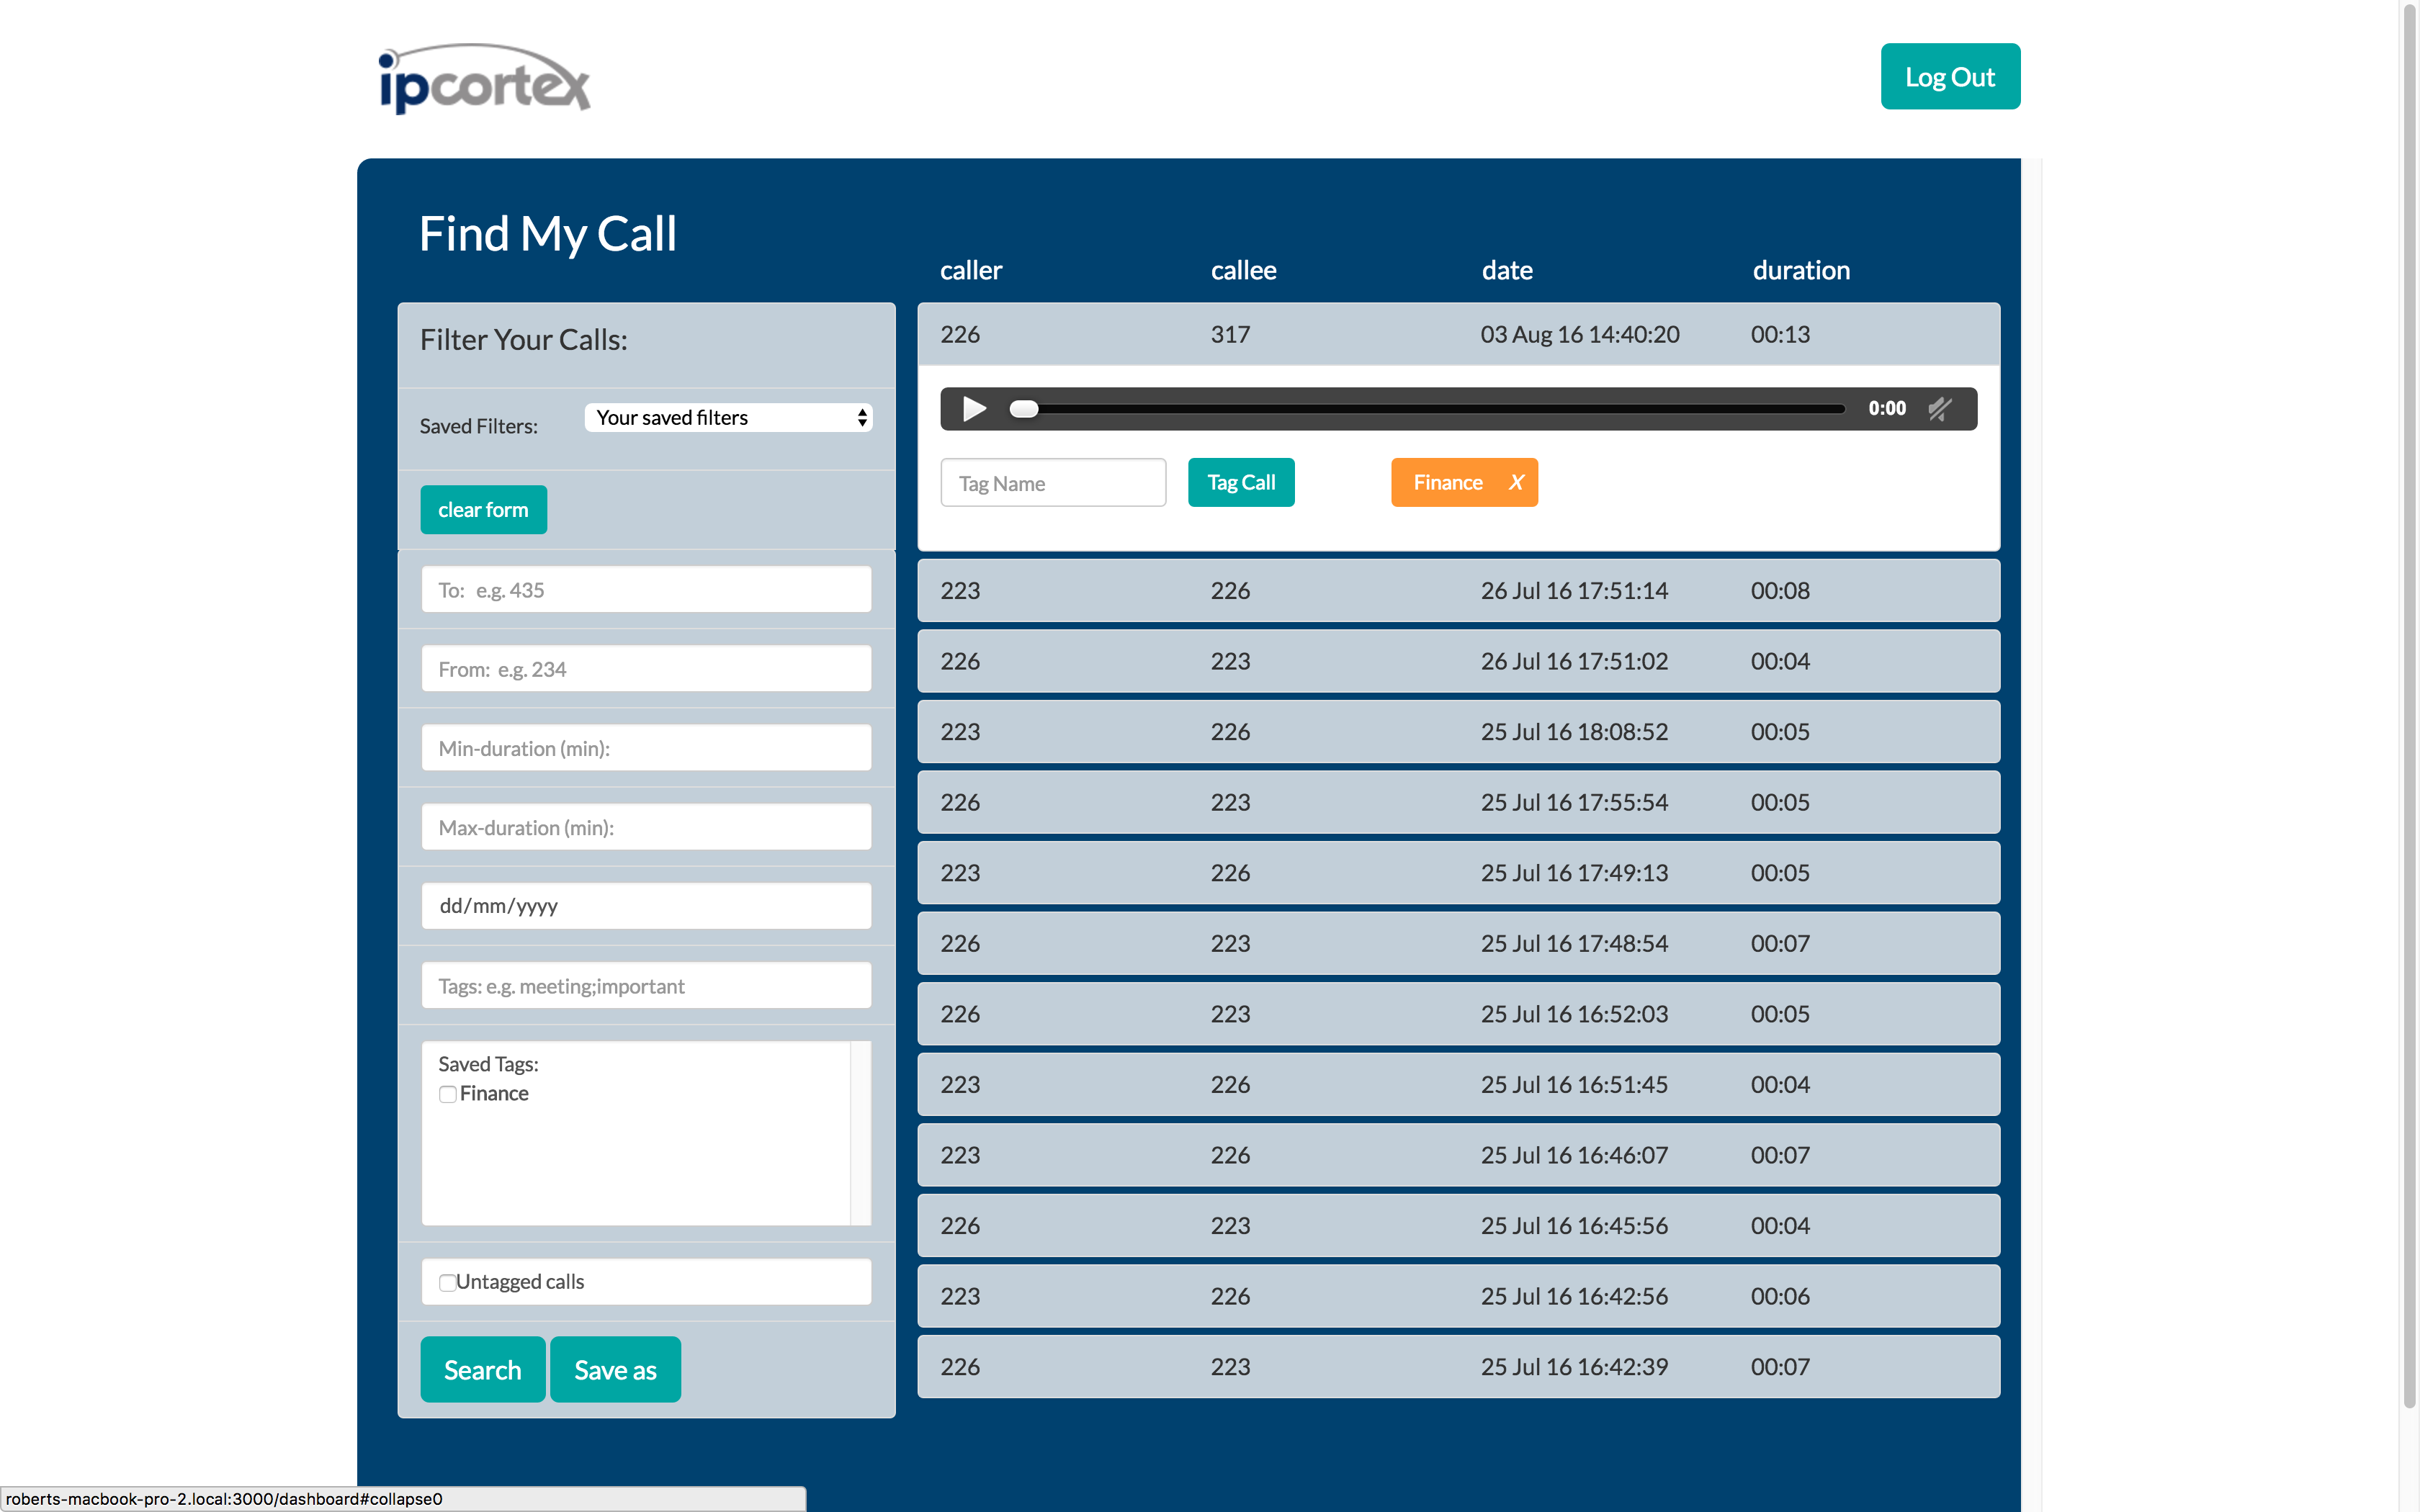 ipcortex
Log Out
Find My Call
caller callee date duration
Filter Your Calls:
Saved Filters: Your saved filters
clear form
To: e.g. 435
From: e.g. 234
Min-duration (min):
Max-duration (min):
dd/mm/yyyy
Tags: e.g. meeting;important
Saved Tags:
Finance
Untagged calls
Search Save as
226 317 03 Aug 16 14:40:20 00:13
0:00
Tag Name Tag Call Finance X
223 226 26 Jul 16 17:51:14 00:08
226 223 26 Jul 16 17:51:02 00:04
223 226 25 Jul 16 18:08:52 00:05
226 223 25 Jul 16 17:55:54 00:05
223 226 25 Jul 16 17:49:13 00:05
226 223 25 Jul 16 17:48:54 00:07
226 223 25 Jul 16 16:52:03 00:05
223 226 25 Jul 16 16:51:45 00:04
223 226 25 Jul 16 16:46:07 00:07
226 223 25 Jul 16 16:45:56 00:04
223 226 25 Jul 16 16:42:56 00:06
226 223 25 Jul 16 16:42:39 00:07
roberts-macbook-pro-2.local:3000/dashboard#collapse0